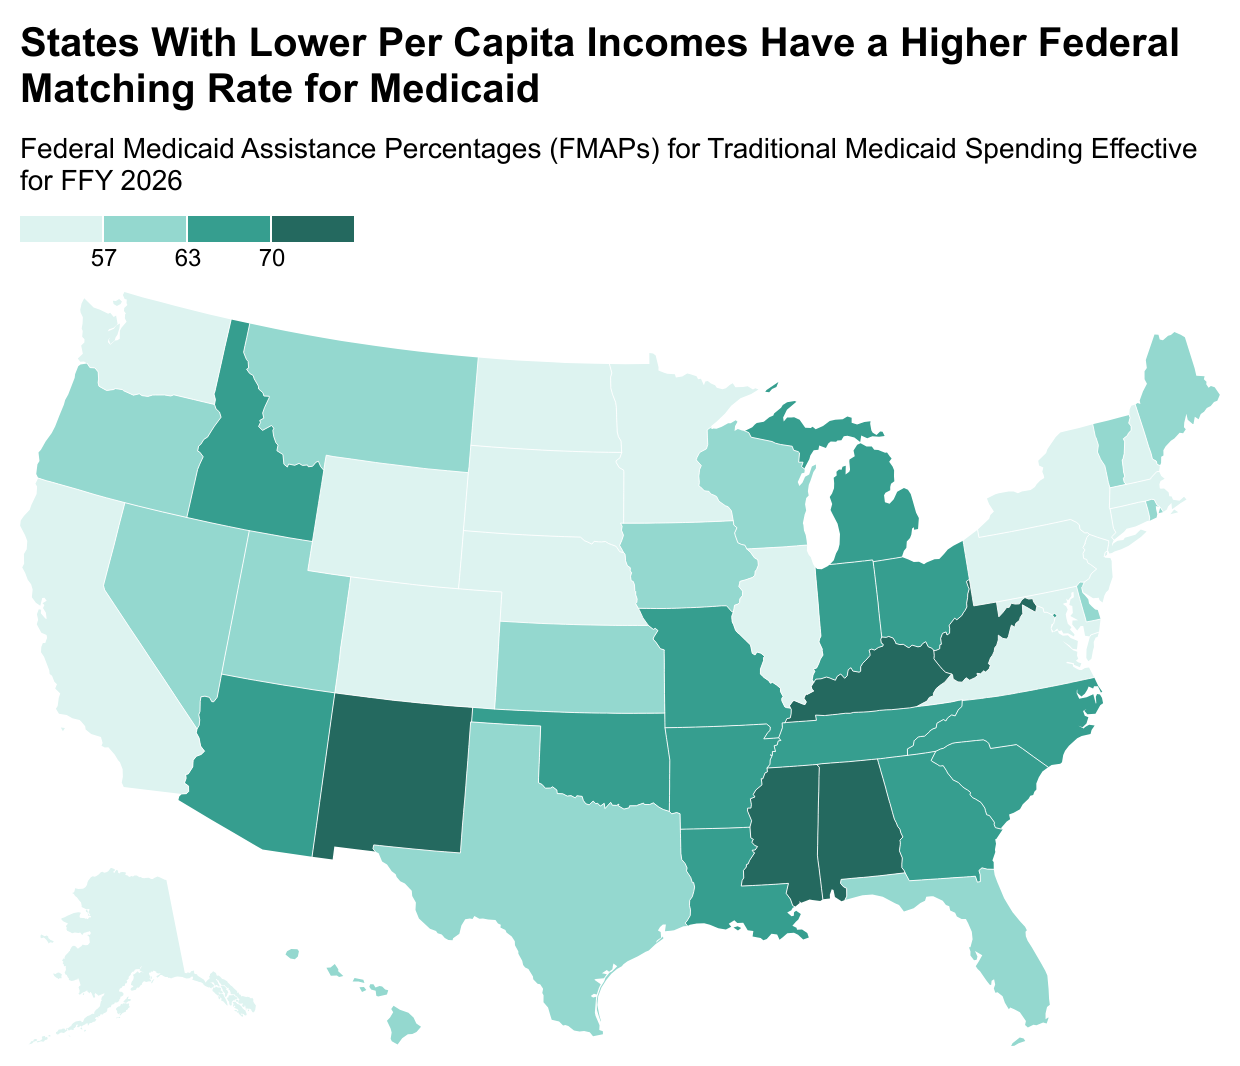 States With Lower Per Capita Incomes Have a Higher Federal
Matching Rate for Medicaid
Federal Medicaid Assistance Percentages (FMAPs) for Traditional Medicaid Spending Effective
for FFY 2026
57 63 70